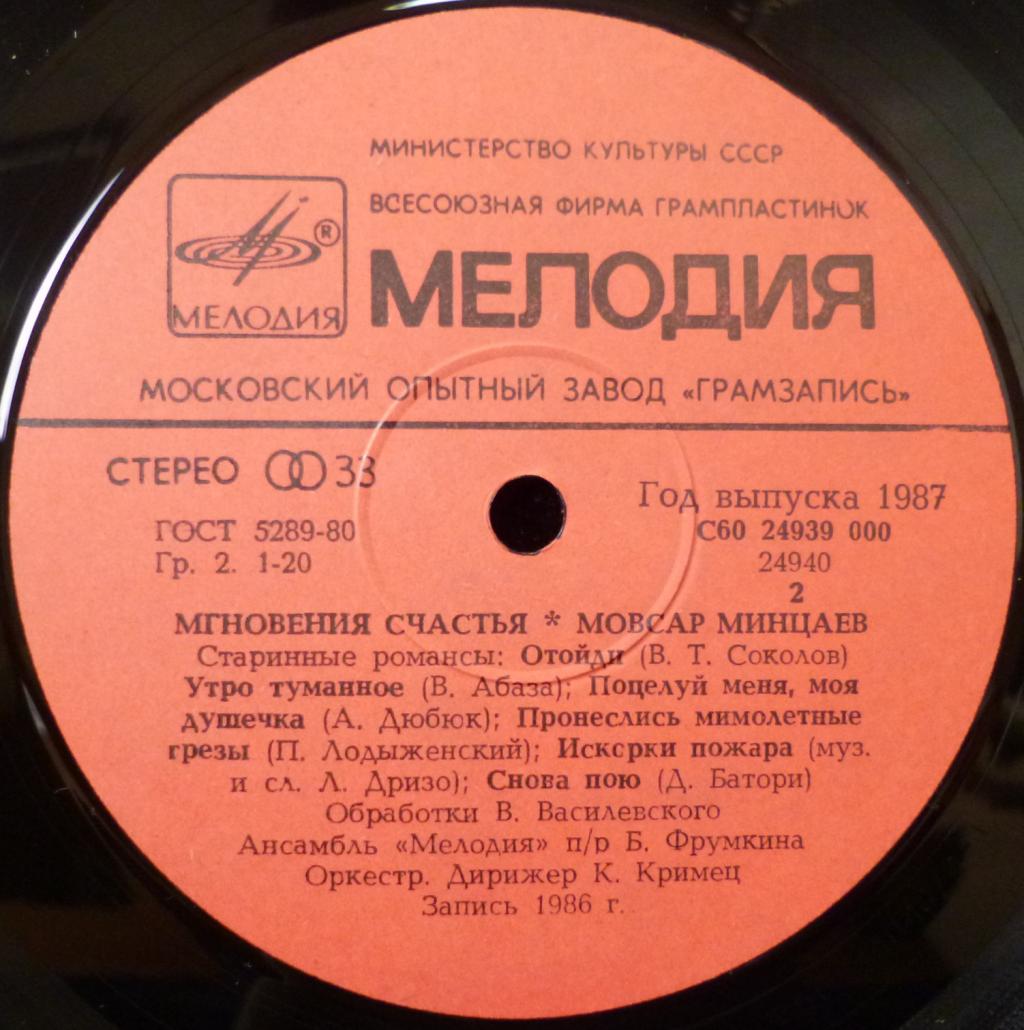 МИНИСТЕРСТВО КУЛЬТУРЫ СССР
ВСЕСОЮЗНАЯ ФИРМА ГРАМПЛАСТИНОК
®
МЕЛОДИЯ
МЕЛОДИЯ
МОСКОВСКИЙ ОПЫТНЫЙ ЗАВОД «ГРАМЗАПИСЬ»
СТЕРЕО 33
Год выпуска 1987
ГОСТ 5289-80
С60 24939 000
Гр. 2. 1-20
24940
2
МГНОВЕНИЯ СЧАСТЬЯ * МОВСАР МИНЦАЕВ
Старинные романсы: Отойди (В. Т. Соколов)
Утро туманное (В. Абаза); Поцелуй меня, моя
душечка (А. Дюбюк); Пронеслись мимолетные
грезы (П. Лодыженский); Искорки пожара (муз.
и сл. Л. Дризо); Снова пою (Д. Батори)
Обработки В. Василевского
Ансамбль «Мелодия» п/р Б. Фрумкина
Оркестр. Дирижер К. Кримец
Запись 1986 г.